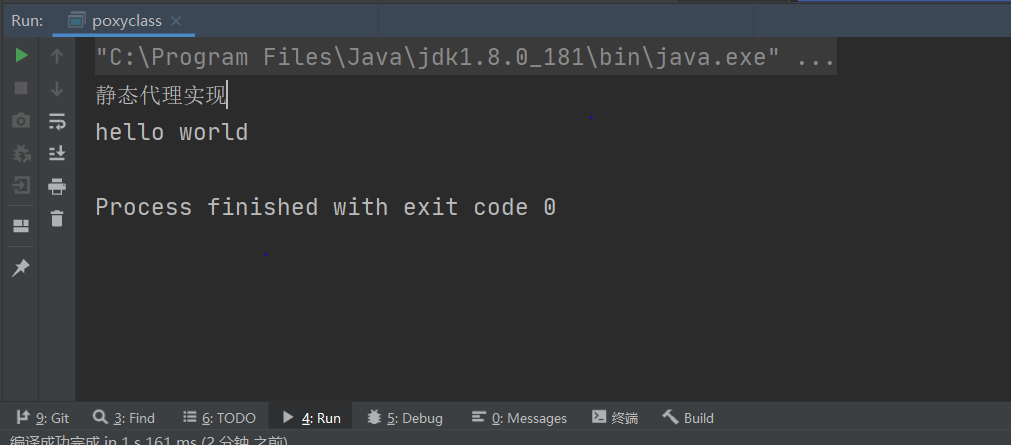 Run: poxyclass
"C:\Program Files\Java\jdk1.8.0_181\bin\java.exe" ...
静态代理实现
hello world
Process finished with exit code 0
9: Git 3: Find 6: TODO 4: Run 5: Debug 0: Messages 终端 Build
编译成功完成 in 1 s 161 ms (2 分钟 之前)